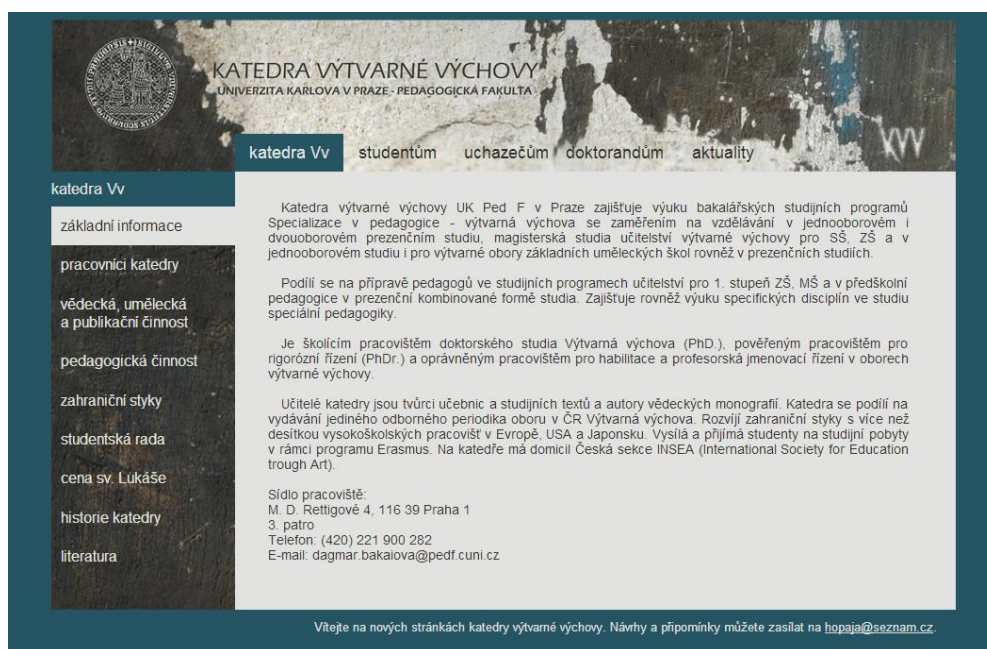 KATEDRA VÝTVARNÉ VÝCHOVY
UNIVERZITA KARLOVA V PRAZE - PEDAGOGICKÁ FAKULTA
VVV
katedra Vv studentům uchazečům doktorandům aktuality
katedra Vv
základní informace
pracovníci katedry
vědecká, umělecká
a publikační činnost
pedagogická činnost
zahraniční styky
studentská rada
cena sv. Lukáše
historie katedry
literatura
Katedra výtvarné výchovy UK Ped F v Praze zajišťuje výuku bakalářských studijních programů
Specializace v pedagogice - výtvarná výchova se zaměřením na vzdělávání v jednooborovém i
dvouoborovém prezenčním studiu, magisterská studia učitelství výtvarné výchovy pro SŠ, ZŠ a v
jednooborovém studiu i pro výtvarné obory základních uměleckých škol rovněž v prezenčních studiích.
Podílí se na přípravě pedagogů ve studijních programech učitelství pro 1. stupeň ZŠ, MŠ a v předškolní
pedagogice v prezenční kombinované formě studia. Zajišťuje rovněž výuku specifických disciplín ve studiu
speciální pedagogiky.
Je školícím pracovištěm doktorského studia Výtvarná výchova (PhD.), pověřeným pracovištěm pro
rigorózní řízení (PhDr.) a oprávněným pracovištěm pro habilitace a profesorská jmenovací řízení v oborech
výtvarné výchovy.
Učitelé katedry jsou tvůrci učebnic a studijních textů a autory vědeckých monografií. Katedra se podílí na
vydávání jediného odborného periodika oboru v ČR Výtvarná výchova. Rozvíjí zahraniční styky s více než
desítkou vysokoškolských pracovišť v Evropě, USA a Japonsku. Vysílá a přijímá studenty na studijní pobyty
v rámci programu Erasmus. Na katedře má domicil Česká sekce INSEA (International Society for Education
trough Art).
Sídlo pracoviště:
M. D. Rettigové 4, 116 39 Praha 1
3. patro
Telefon: (420) 221 900 282
E-mail: dagmar.bakaiova@pedf.cuni.cz
Vítejte na nových stránkách katedry výtvarné výchovy. Návrhy a připomínky můžete zasílat na hopaja@seznam.cz.